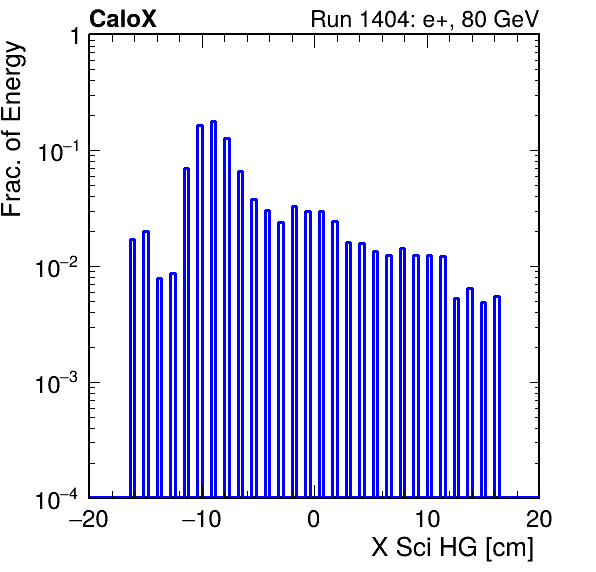 CaloX
Run 1404: e+, 80 GeV
Frac. of Energy
1
10⁻¹
10⁻²
10⁻³
10⁻⁴
−20 −10 0 10 20
X Sci HG [cm]